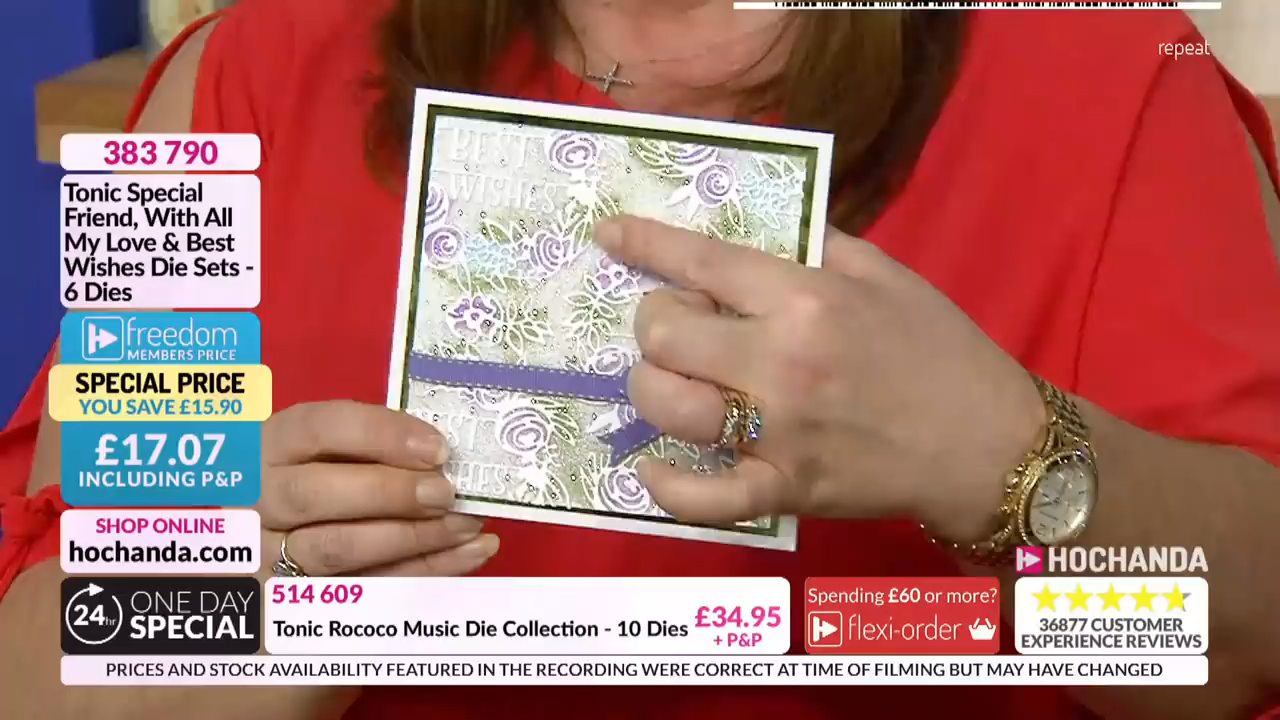 repeat
383 790
Tonic Special
Friend, With All
My Love & Best
Wishes Die Sets -
6 Dies
freedom
MEMBERS PRICE
SPECIAL PRICE
YOU SAVE £15.90
£17.07
INCLUDING P&P
SHOP ONLINE
hochanda.com
BEST
WISHES
HOCHANDA
24hr
ONE DAY
SPECIAL
514 609
Tonic Rococo Music Die Collection - 10 Dies
£34.95
+ P&P
Spending £60 or more?
flexi-order
36877 CUSTOMER
EXPERIENCE REVIEWS
PRICES AND STOCK AVAILABILITY FEATURED IN THE RECORDING WERE CORRECT AT TIME OF FILMING BUT MAY HAVE CHANGED